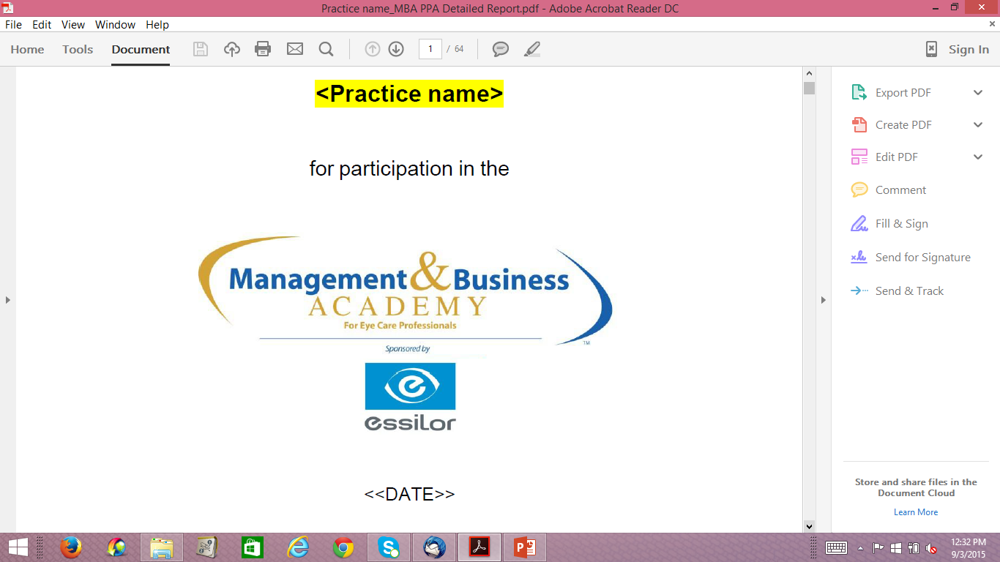 Practice name_MBA PPA Detailed Report.pdf - Adobe Acrobat Reader DC
File Edit View Window Help
Home Tools Document 1 / 64 Sign In
<Practice name>
for participation in the
Management & Business
ACADEMY
For Eye Care Professionals
TM
Sponsored by
e
essilor
<<DATE>>
Export PDF
Create PDF
Edit PDF
Comment
Fill & Sign
Send for Signature
Send & Track
Store and share files in the
Document Cloud
Learn More
12:32 PM
9/3/2015